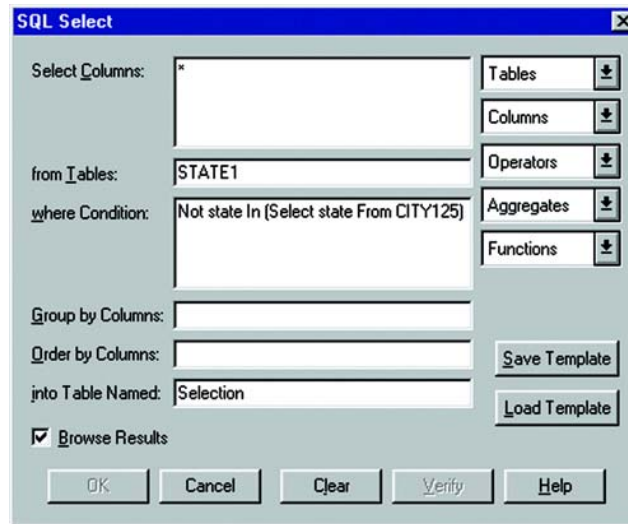 SQL Select
Select Columns: *
Tables
Columns
from Tables: STATE1
Operators
where Condition: Not state In (Select state From CITY125)
Aggregates
Functions
Group by Columns:
Order by Columns:
Save Template
into Table Named: Selection
Load Template
Browse Results
OK Cancel Clear Verify Help